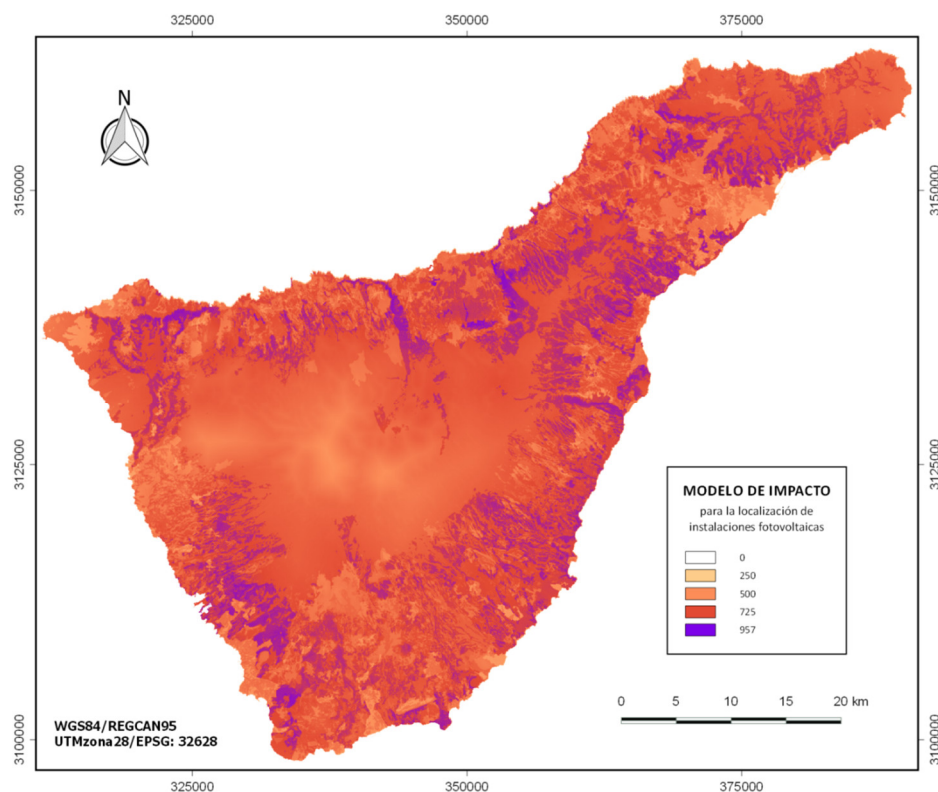 325000 350000 375000
N
3150000 3150000
3125000 3125000
MODELO DE IMPACTO
para la localización de
instalaciones fotovoltaicas
0
250
500
725
957
0 5 10 15 20 km
WGS84/REGCAN95
UTMzona28/EPSG: 32628
3100000 3100000
325000 350000 375000